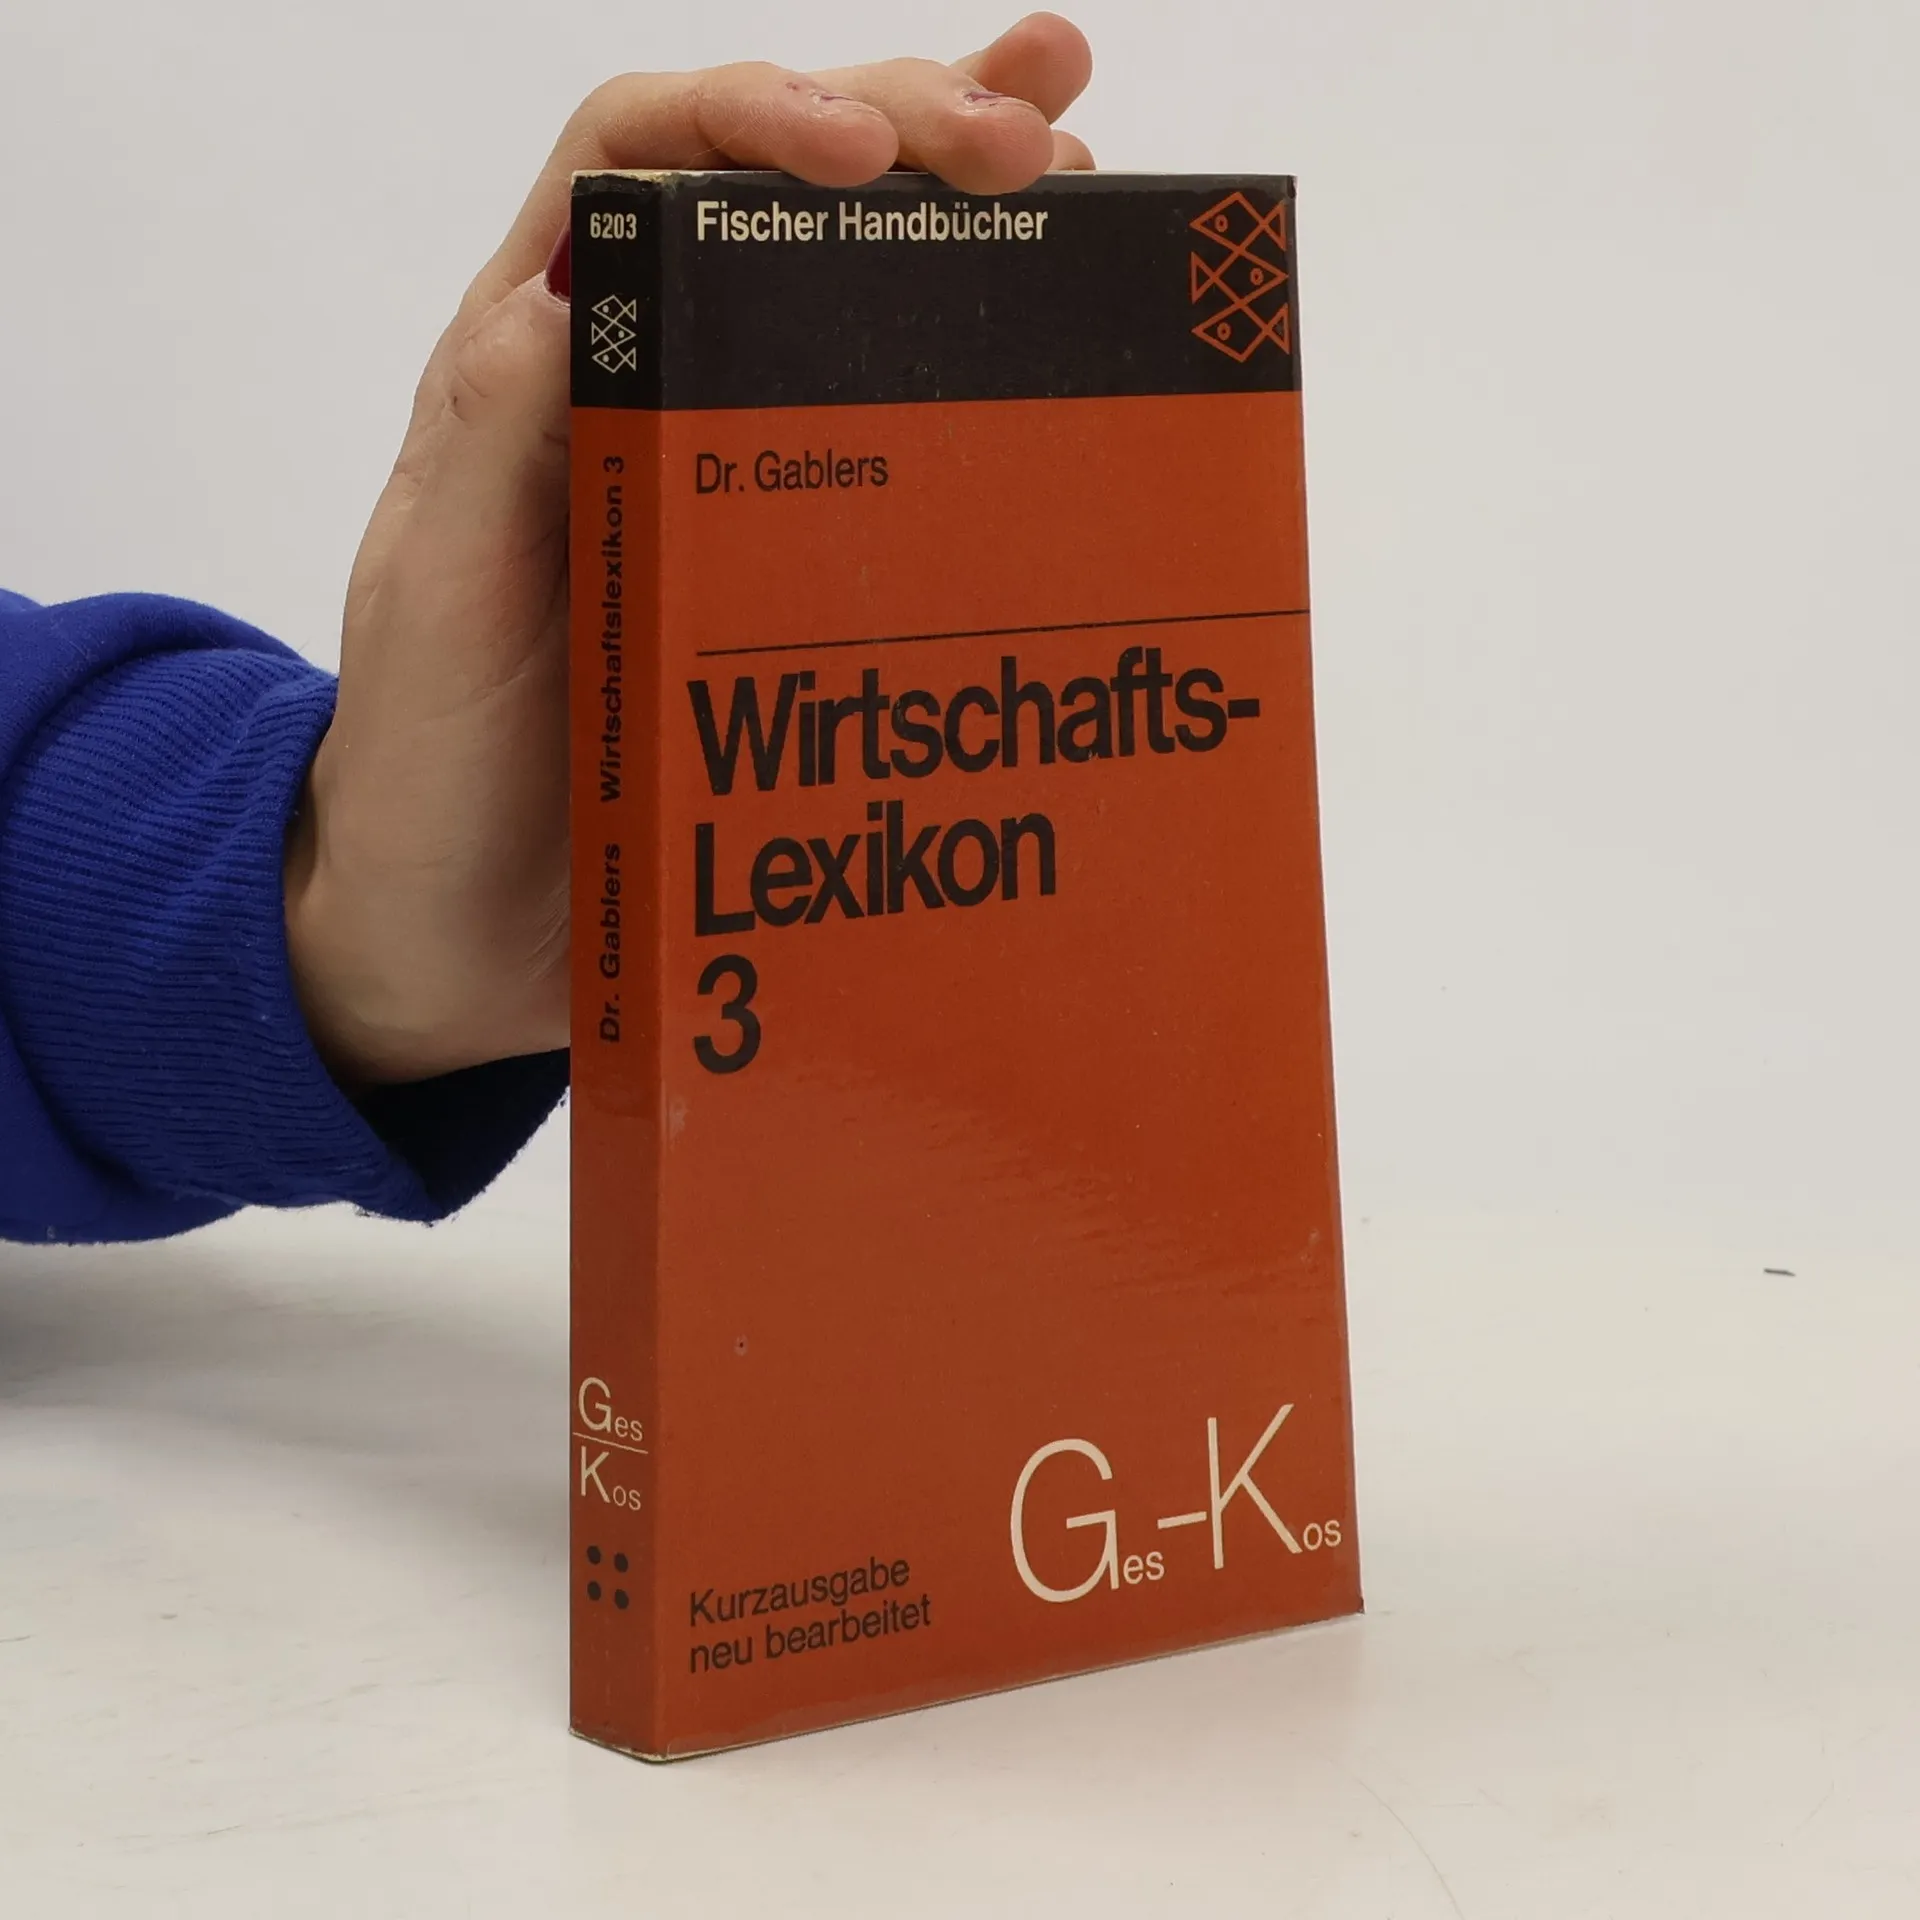 6203
Dr. Gablers Wirtschaftslexikon 3
Ges
Kos
Fischer Handbücher
Dr. Gablers
Wirtschafts-
Lexikon
3
Ges-Kos
Kurzausgabe
neu bearbeitet